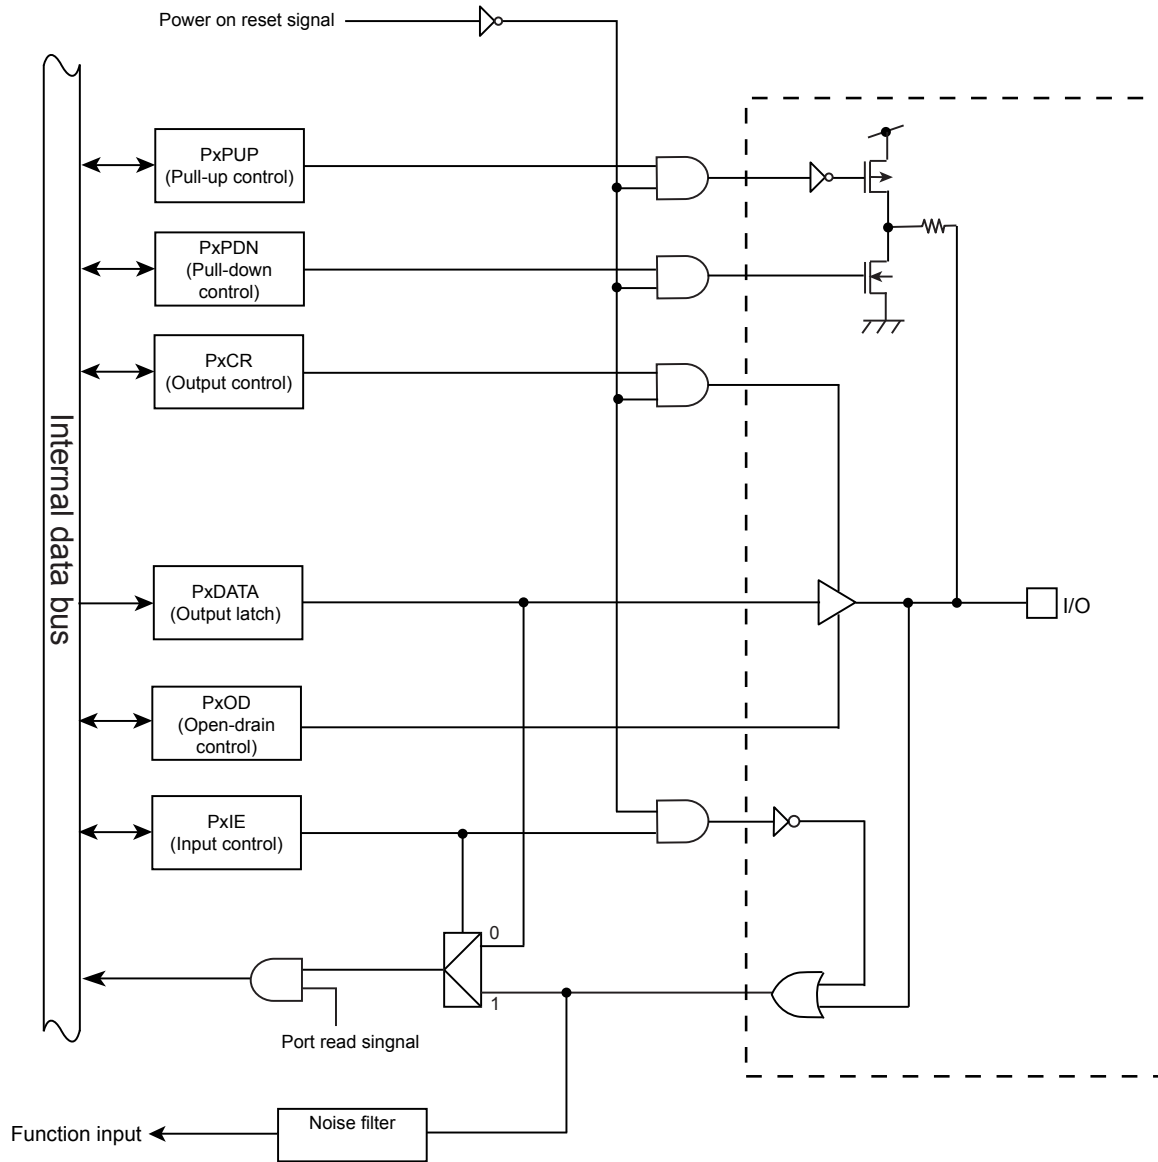 Power on reset signal
PxPUP
(Pull-up control)
PxPDN
(Pull-down
control)
PxCR
(Output control)
Internal data bus
PxDATA
(Output latch)
I/O
PxOD
(Open-drain
control)
PxIE
(Input control)
0
1
Port read singnal
Noise filter
Function input